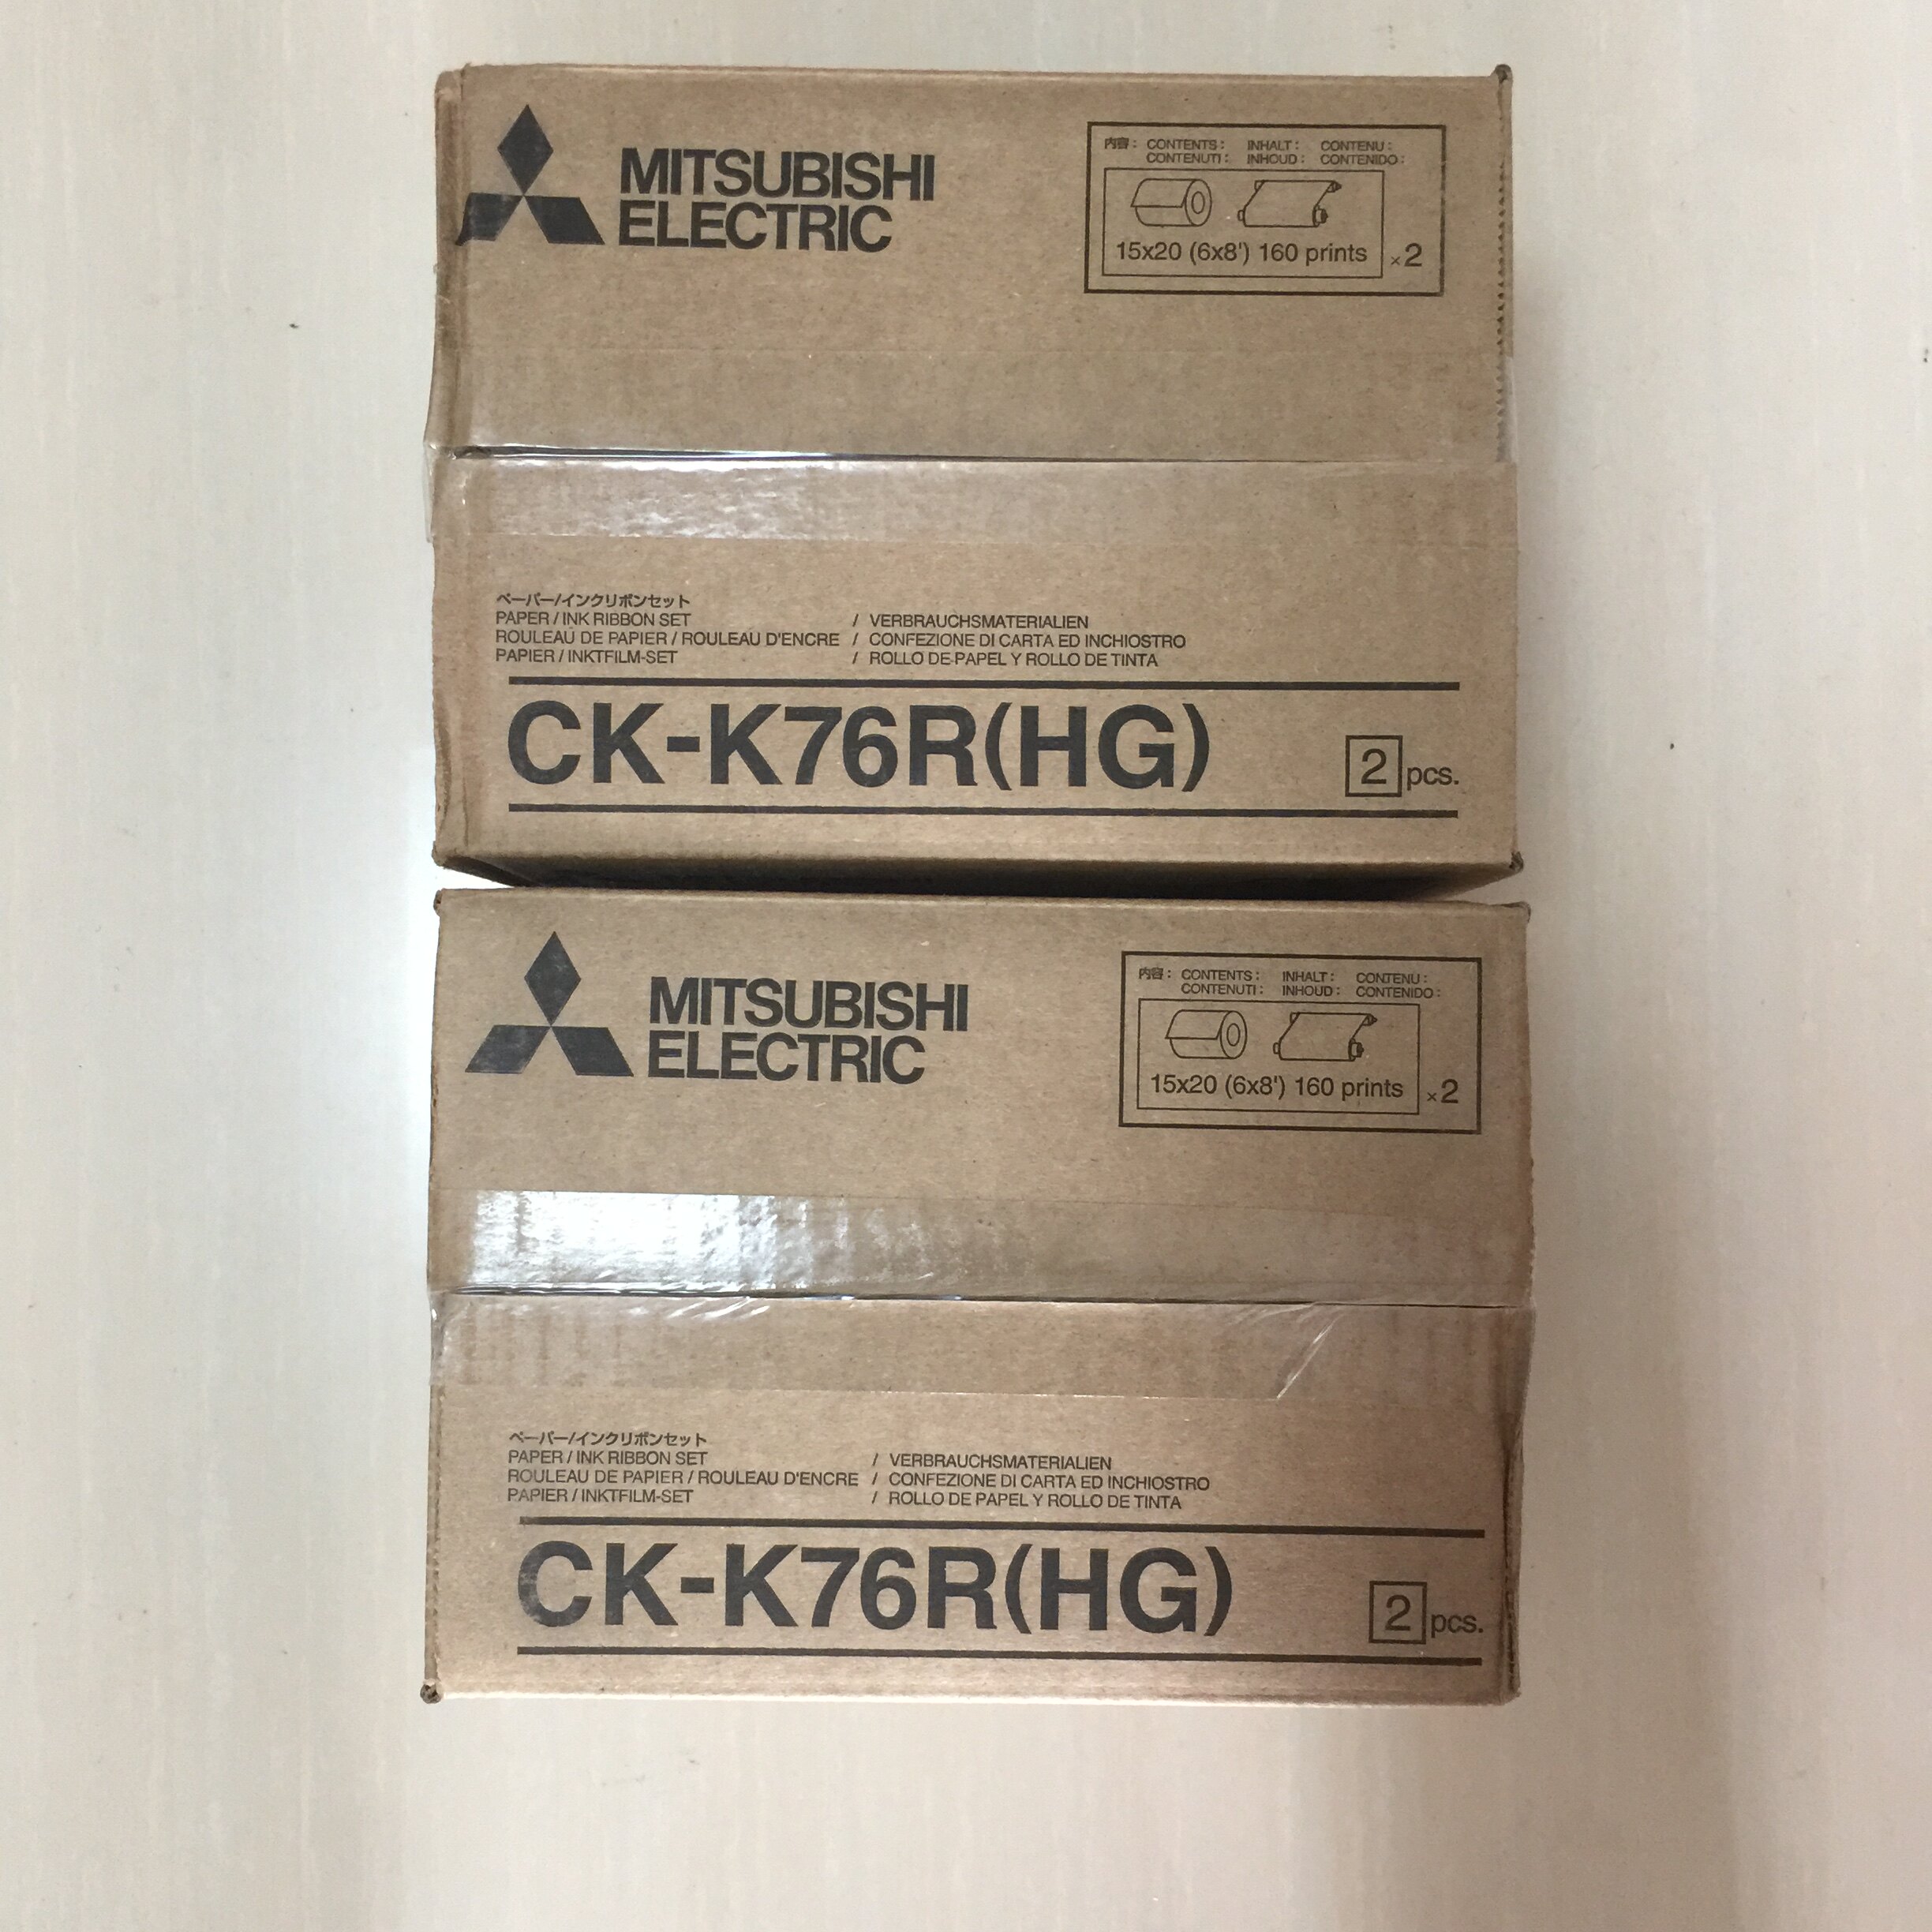 MITSUBISHI
ELECTRIC
内容: CONTENTS: INHALT: CONTENU:
CONTENUTI: INHOUD: CONTENIDO:
15x20 (6x8') 160 prints ×2
ペーパー/インクリボンセット
PAPER / INK RIBBON SET / VERBRAUCHSMATERIALIEN
ROULEAU DE PAPIER / ROULEAU D'ENCRE / CONFEZIONE DI CARTA ED INCHIOSTRO
PAPIER / INKTFILM-SET / ROLLO DE PAPEL Y ROLLO DE TINTA
CK-K76R(HG) 2 pcs.
MITSUBISHI
ELECTRIC
内容: CONTENTS: INHALT: CONTENU:
CONTENUTI: INHOUD: CONTENIDO:
15x20 (6x8') 160 prints ×2
ペーパー/インクリボンセット
PAPER / INK RIBBON SET / VERBRAUCHSMATERIALIEN
ROULEAU DE PAPIER / ROULEAU D'ENCRE / CONFEZIONE DI CARTA ED INCHIOSTRO
PAPIER / INKTFILM-SET / ROLLO DE PAPEL Y ROLLO DE TINTA
CK-K76R(HG) 2 pcs.